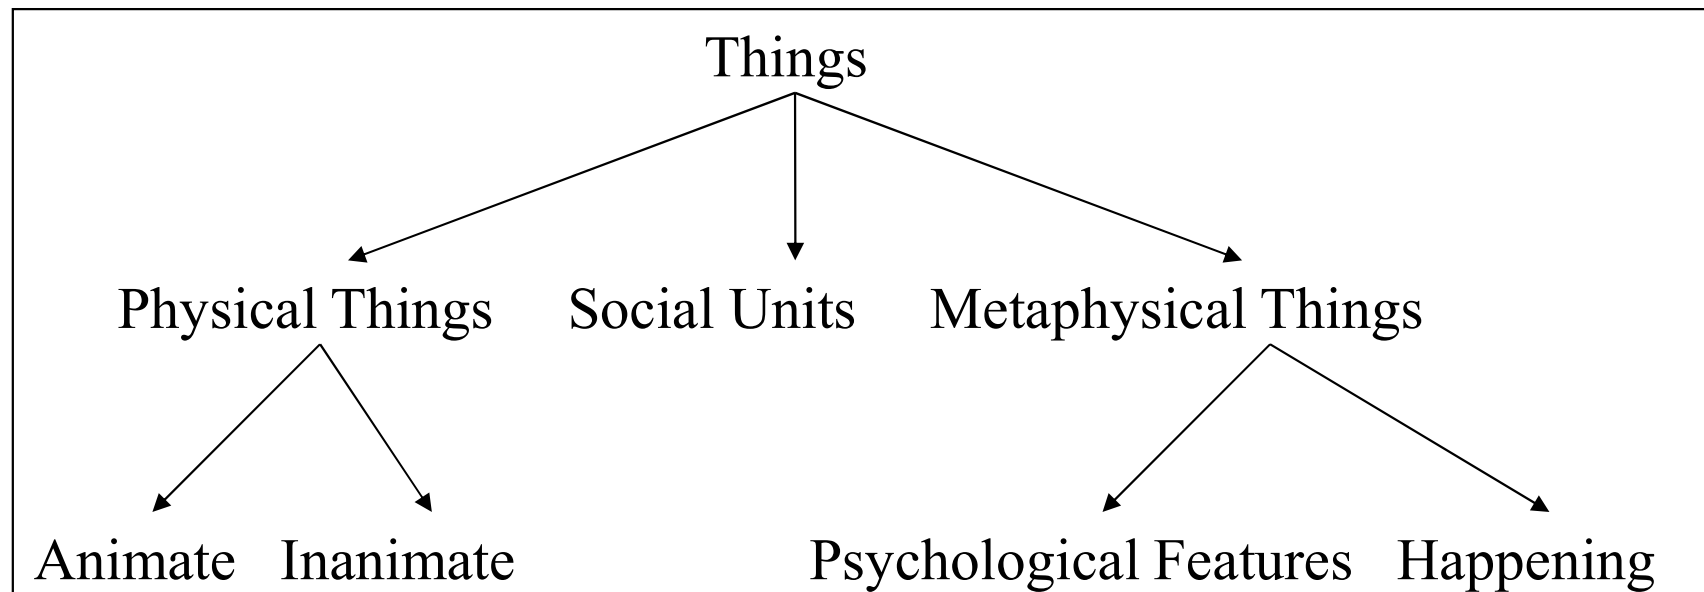 Things
Physical Things Social Units Metaphysical Things
Animate Inanimate Psychological Features Happening